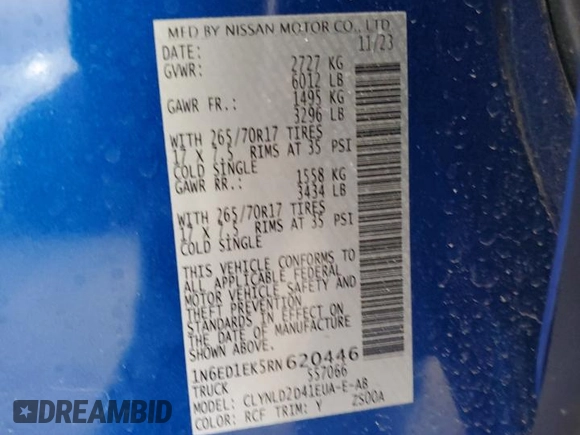 MFD BY NISSAN MOTOR CO., LTD.
DATE: 11/23
GVWR: 2727 KG
6012 LB
GAWR FR.: 1495 KG
3296 LB
WITH 265/70R17 TIRES
17 X 7.5 RIMS AT 35 PSI
COLD SINGLE
GAWR RR.: 1558 KG
3434 LB
WITH 265/70R17 TIRES
17 X 7.5 RIMS AT 35 PSI
COLD SINGLE
THIS VEHICLE CONFORMS TO
ALL APPLICABLE FEDERAL
MOTOR VEHICLE SAFETY AND
THEFT PREVENTION
STANDARDS IN EFFECT ON
THE DATE OF MANUFACTURE
SHOWN ABOVE.
1N6ED1EK5RN620446
TRUCK 557066
MODEL: CLYNLD2D41EUA-E-AB
COLOR: RCF TRIM: Y ZSOOA
DREAMBID